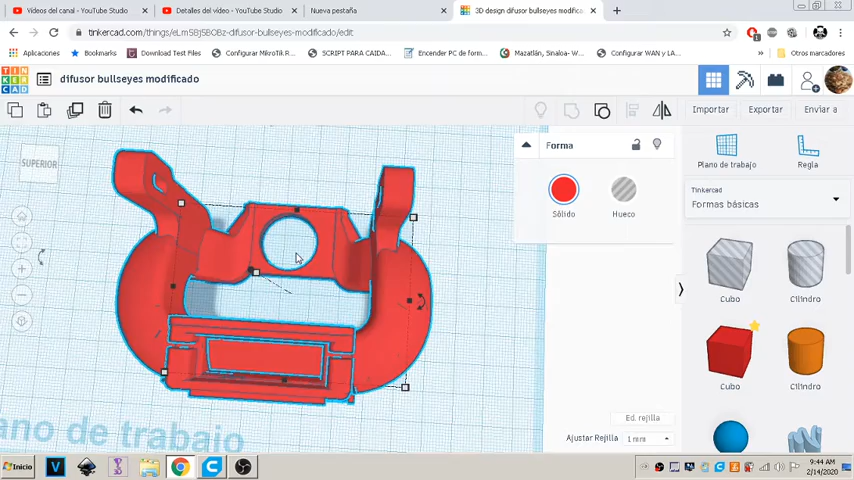 Vídeos del canal - YouTube Studio
Detalles del vídeo - YouTube Studio
Nueva pestaña
3D design difusor bullseyes modific
tinkercad.com/things/eLmS8jSBOBz-difusor-bullseyes-modificado/edit
Aplicaciones
Bookmarks
Download Test Files
Configurar MikroTik R
SCRIPT PARA CAIDA...
Encender PC de form
Mazatlán, Sinaloa- M
Configurar WAN y LA
Otros marcadores
TIN
KER
CAD
difusor bullseyes modificado
Importar
Exportar
Enviar a
SUPERIOR
Forma
Sólido
Hueco
Plano de trabajo
Regla
Tinkercad
Formas básicas
Cubo
Cilindro
Cubo
Cilindro
Ed. rejilla
Ajustar Rejilla
1 mm
ano de trabajo
Inicio
9:44 AM
2/14/2020